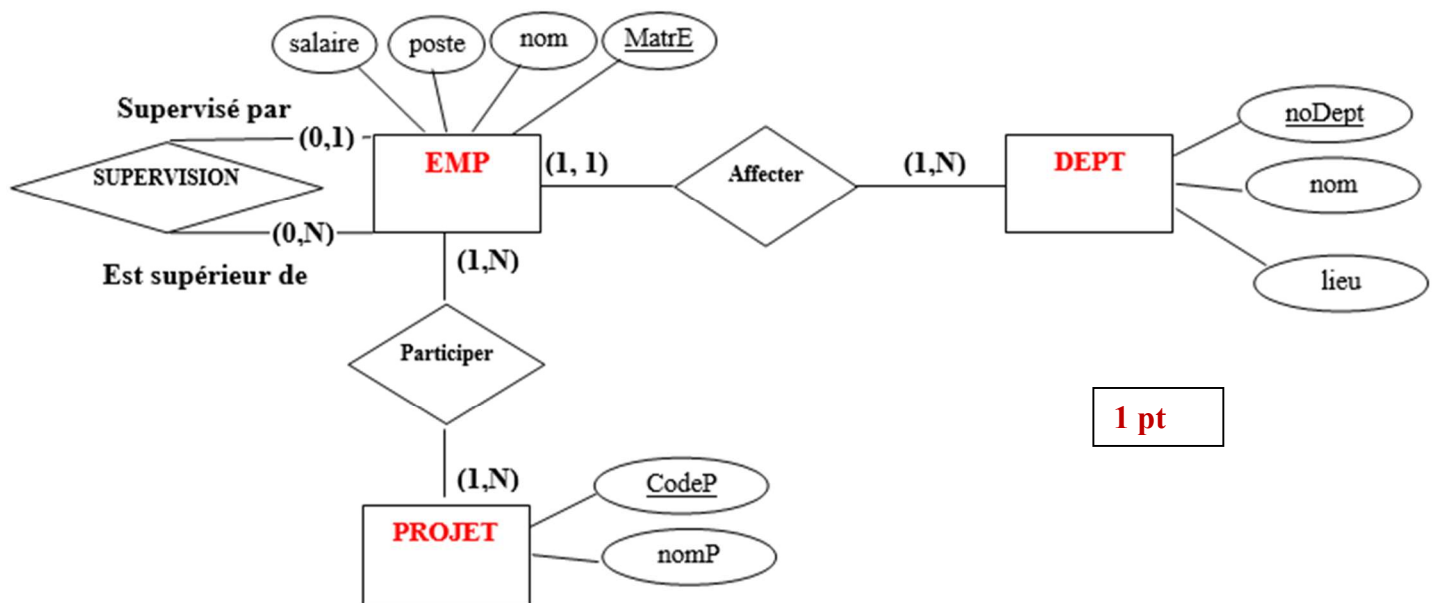 salaire poste nom MatrE
Supervisé par
(0,1)
SUPERVISION
(0,N)
Est supérieur de
EMP
(1, 1)
Affecter
(1,N)
DEPT
noDept
nom
lieu
(1,N)
Participer
(1,N)
PROJET
CodeP
nomP
1 pt